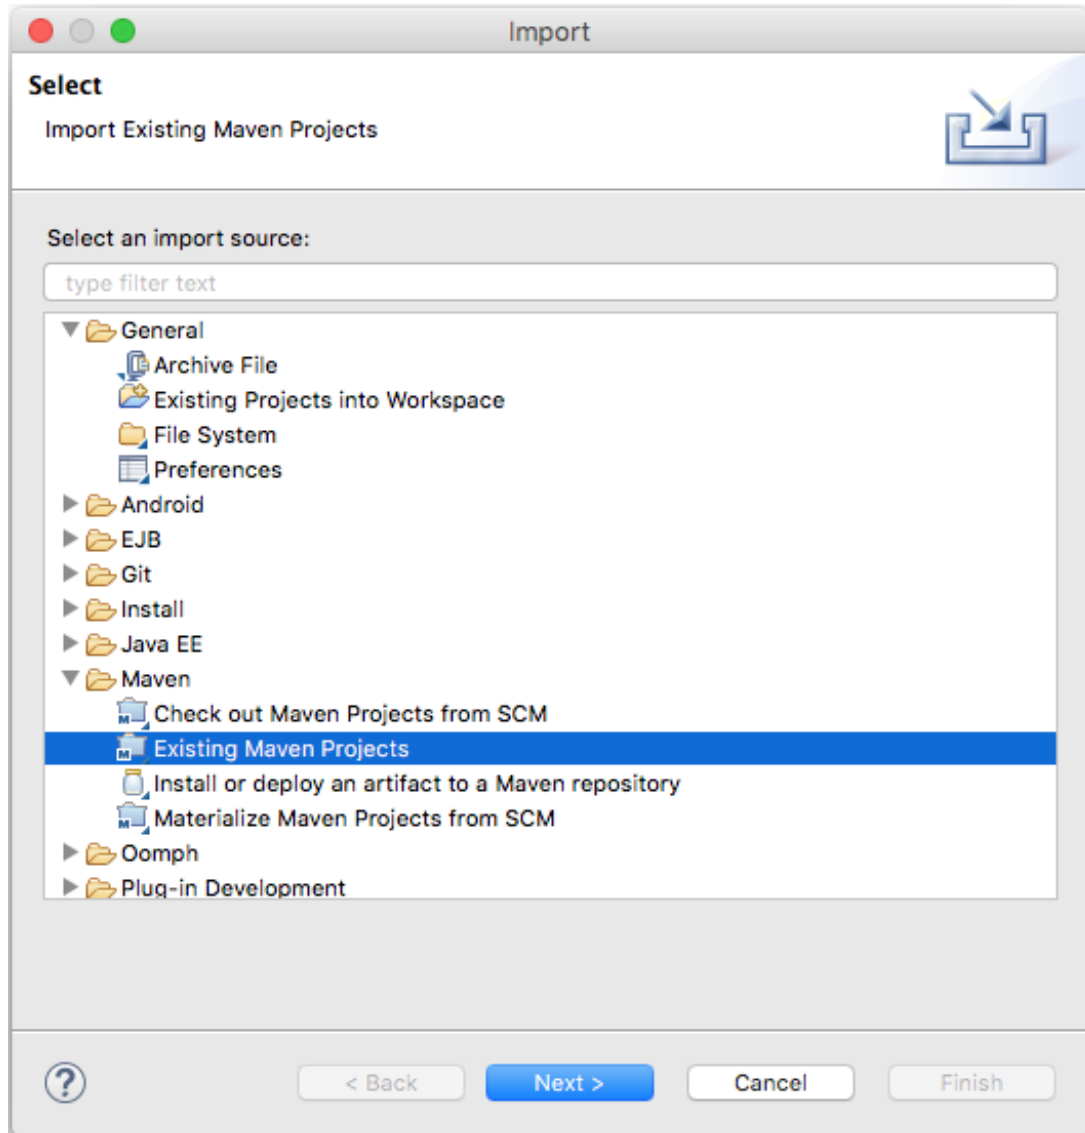 Import
Select
Import Existing Maven Projects
Select an import source:
type filter text
General
Archive File
Existing Projects into Workspace
File System
Preferences
Android
EJB
Git
Install
Java EE
Maven
Check out Maven Projects from SCM
Existing Maven Projects
Install or deploy an artifact to a Maven repository
Materialize Maven Projects from SCM
Oomph
Plug-in Development
? < Back Next > Cancel Finish